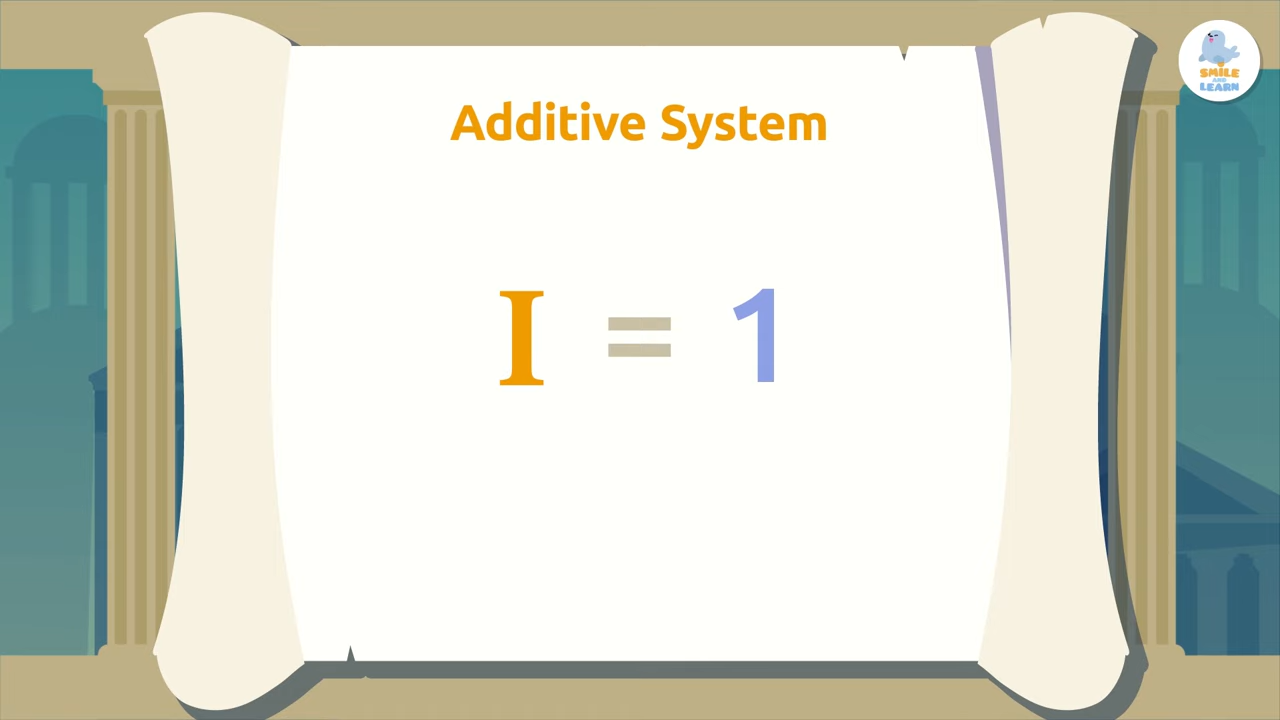 Additive System
I = 1
SMILE
AND
LEARN